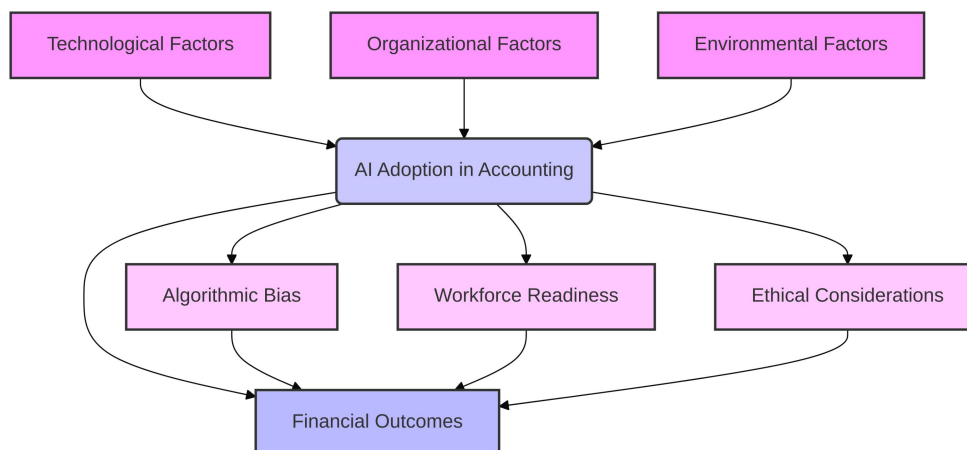 Technological Factors
Organizational Factors
Environmental Factors
AI Adoption in Accounting
Algorithmic Bias
Workforce Readiness
Ethical Considerations
Financial Outcomes